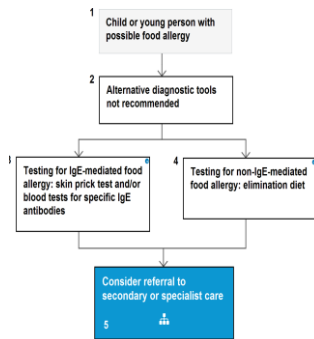 1
Child or young person with
possible food allergy
2
Alternative diagnostic tools
not recommended
3
Testing for IgE-mediated food
allergy: skin prick test and/or
blood tests for specific IgE
antibodies
4
Testing for non-IgE-mediated
food allergy: elimination diet
Consider referral to
secondary or specialist care
5